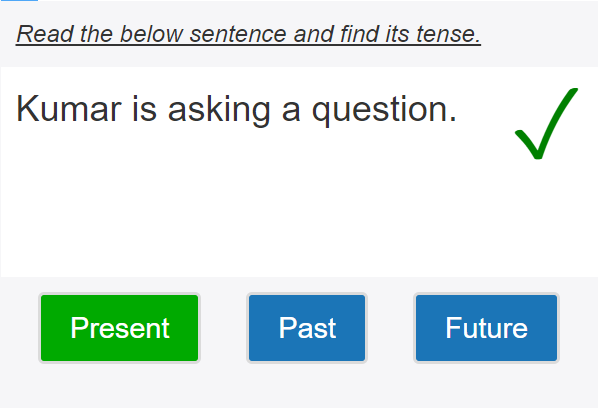 Read the below sentence and find its tense.
Kumar is asking a question.
Present
Past
Future